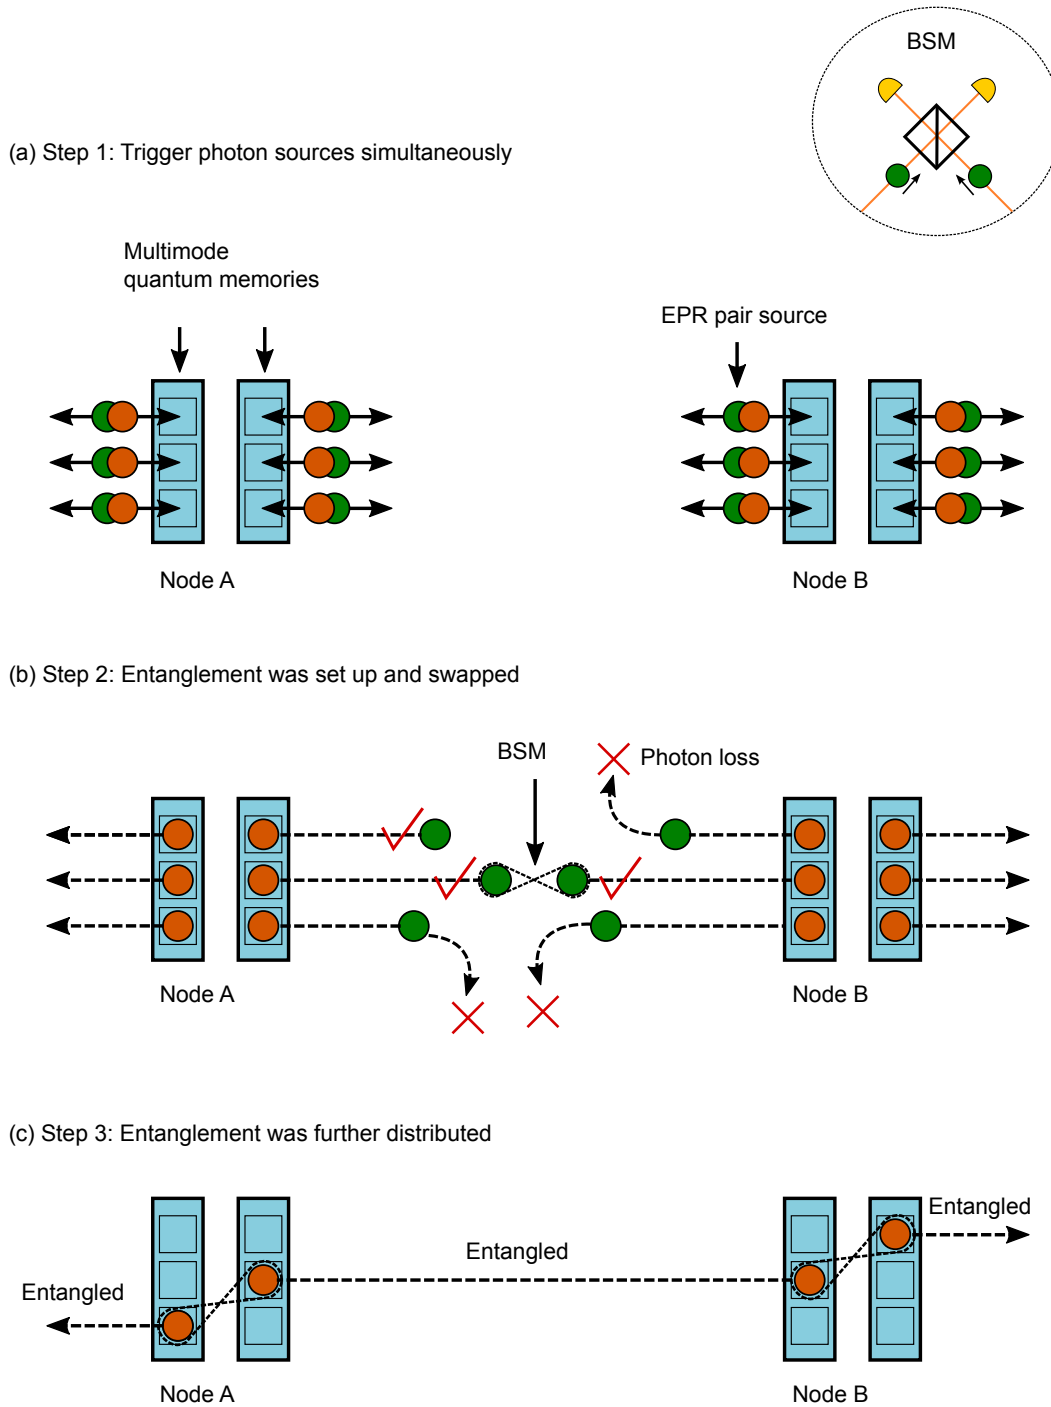 BSM
(a) Step 1: Trigger photon sources simultaneously
Multimode
quantum memories
EPR pair source
Node A
Node B
(b) Step 2: Entanglement was set up and swapped
BSM
Photon loss
Node A
Node B
(c) Step 3: Entanglement was further distributed
Entangled
Entangled
Entangled
Node A
Node B